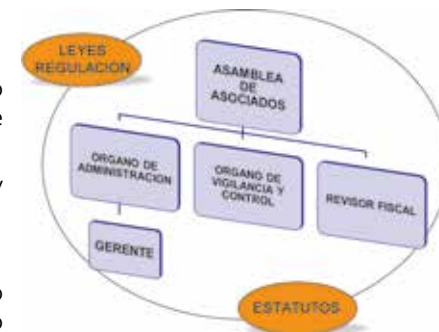 LEYES
REGULACION
ASAMBLEA
DE
ASOCIADOS
ORGANO DE
ADMINISTRACION
ORGANO DE
VIGILANCIA Y
CONTROL
REVISOR FISCAL
GERENTE
ESTATUTOS